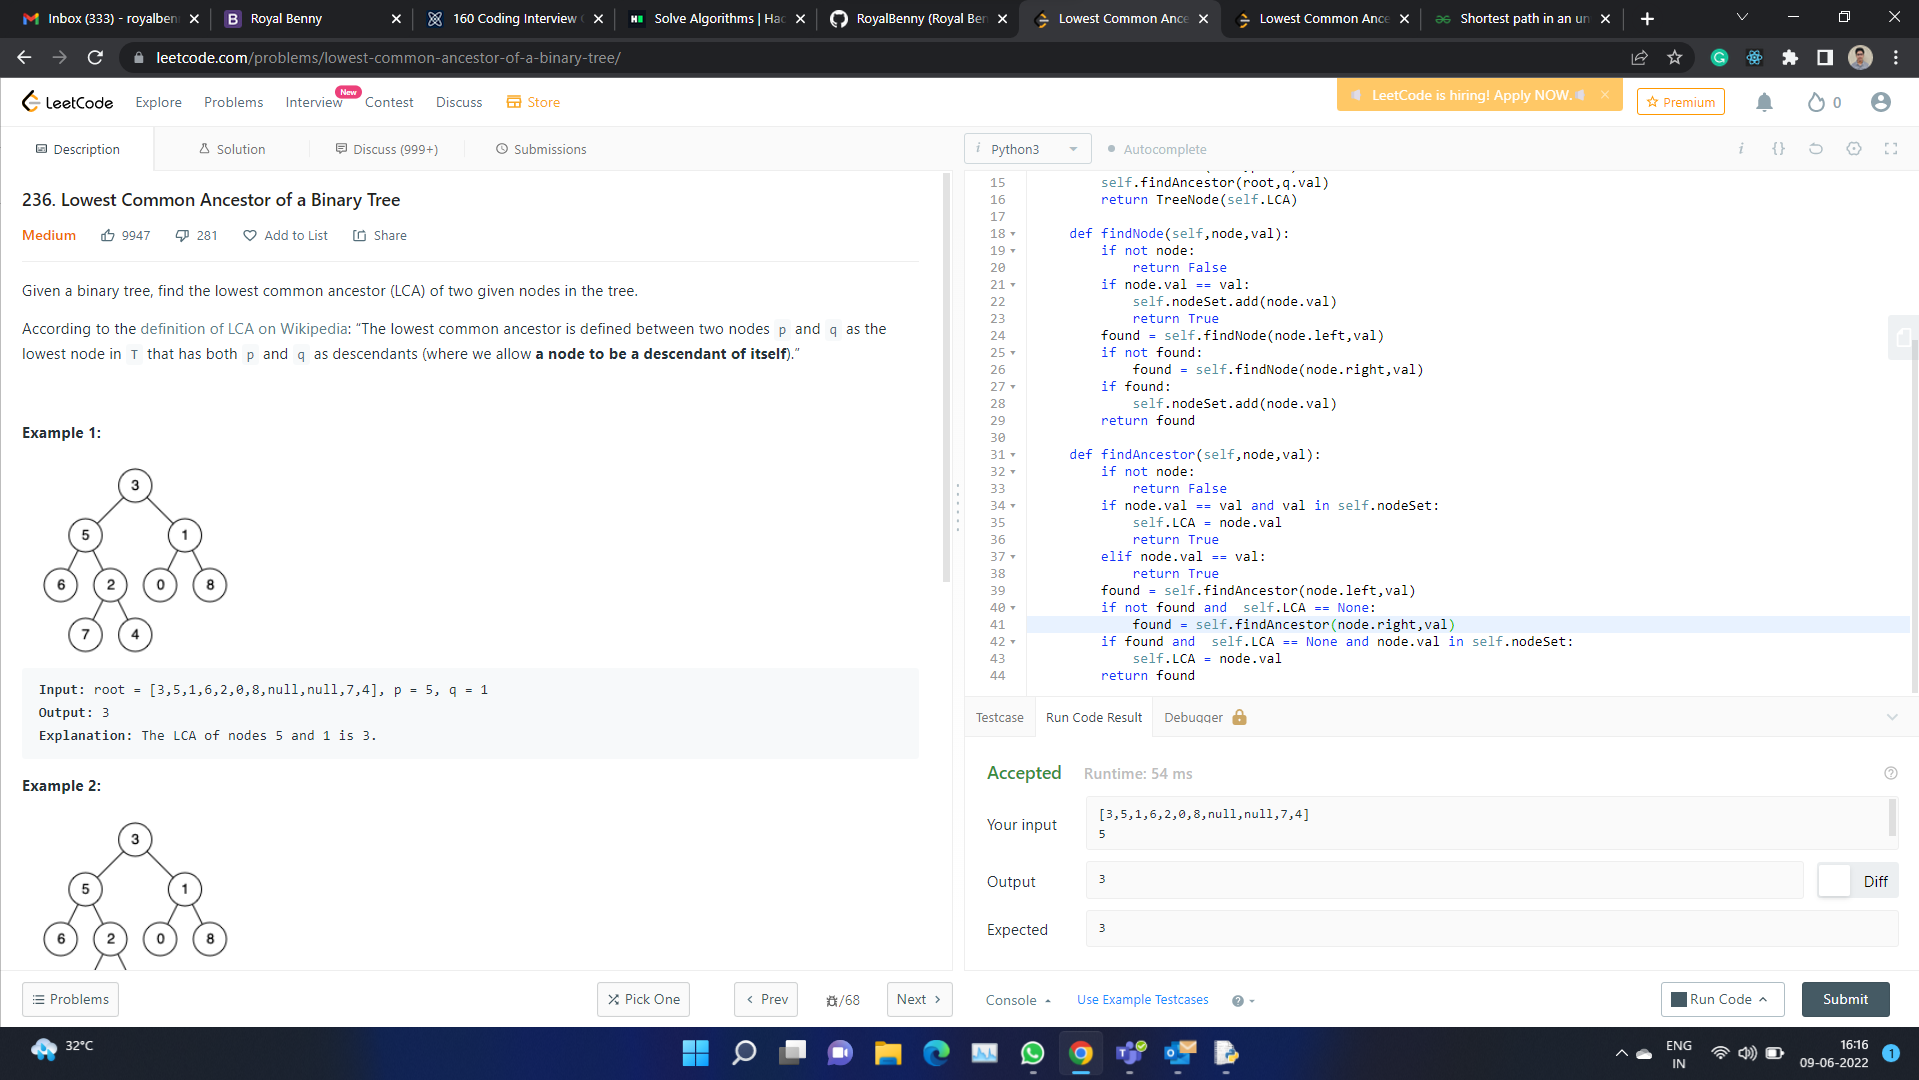 Inbox (333) - royalben
Royal Benny
160 Coding Interview
Solve Algorithms | Hac
RoyalBenny (Royal Ben
Lowest Common Ance
Lowest Common Ance
Shortest path in an un
leetcode.com/problems/lowest-common-ancestor-of-a-binary-tree/
LeetCode
Explore
Problems
Interview
New
Contest
Discuss
Store
LeetCode is hiring! Apply NOW.
Premium
0
Description
Solution
Discuss (999+)
Submissions
i Python3
Autocomplete
236. Lowest Common Ancestor of a Binary Tree
Medium 9947 281 Add to List Share
Given a binary tree, find the lowest common ancestor (LCA) of two given nodes in the tree.
According to the definition of LCA on Wikipedia: “The lowest common ancestor is defined between two nodes p and q as the
lowest node in T that has both p and q as descendants (where we allow a node to be a descendant of itself).”
Example 1:
3
5 1
6 2 0 8
7 4
Input: root = [3,5,1,6,2,0,8,null,null,7,4], p = 5, q = 1
Output: 3
Explanation: The LCA of nodes 5 and 1 is 3.
Example 2:
3
5 1
6 2 0 8
15 self.findAncestor(root,q.val)
16 return TreeNode(self.LCA)
17
18 def findNode(self,node,val):
19 if not node:
20 return False
21 if node.val == val:
22 self.nodeSet.add(node.val)
23 return True
24 found = self.findNode(node.left,val)
25 if not found:
26 found = self.findNode(node.right,val)
27 if found:
28 self.nodeSet.add(node.val)
29 return found
30
31 def findAncestor(self,node,val):
32 if not node:
33 return False
34 if node.val == val and val in self.nodeSet:
35 self.LCA = node.val
36 return True
37 elif node.val == val:
38 return True
39 found = self.findAncestor(node.left,val)
40 if not found and  self.LCA == None:
41 found = self.findAncestor(node.right,val)
42 if found and  self.LCA == None and node.val in self.nodeSet:
43 self.LCA = node.val
44 return found
Testcase
Run Code Result
Debugger
Accepted Runtime: 54 ms
Your input
[3,5,1,6,2,0,8,null,null,7,4]
5
Output
3
Diff
Expected
3
Problems
Pick One
Prev
/68
Next
Console
Use Example Testcases
Run Code
Submit
32°C
ENG
IN
16:16
09-06-2022
1